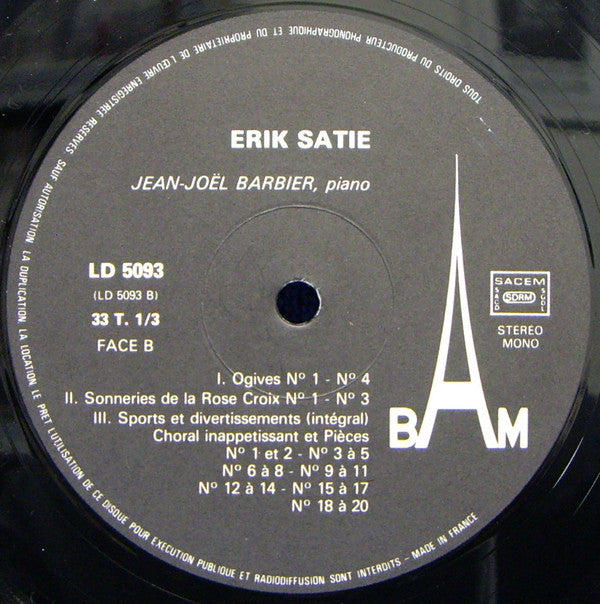 TOUS DROITS DU PRODUCTEUR PHONOGRAPHIQUE ET DU PROPRIETAIRE DE L'ŒUVRE ENREGISTREE RESERVES. SAUF AUTORISATION. LA DUPLICATION. LA LOCATION. LE PRET. L'UTILISATION DE CE DISQUE POUR EXECUTION PUBLIQUE ET RADIODIFFUSION SONT INTERDITES - MADE IN FRANCE
ERIK SATIE
JEAN-JOËL BARBIER, piano
LD 5093
(LD 5093 B)
33 T. 1/3
FACE B
SACEM
SACD
SDRM
SGDL
STEREO
MONO
I. Ogives Nº 1 - Nº 4
II. Sonneries de la Rose Croix Nº 1 - Nº 3
III. Sports et divertissements (intégral)
Choral inappetissant et Pièces
Nº 1 et 2 - Nº 3 à 5
Nº 6 à 8 - Nº 9 à 11
Nº 12 à 14 - Nº 15 à 17
Nº 18 à 20
BAM